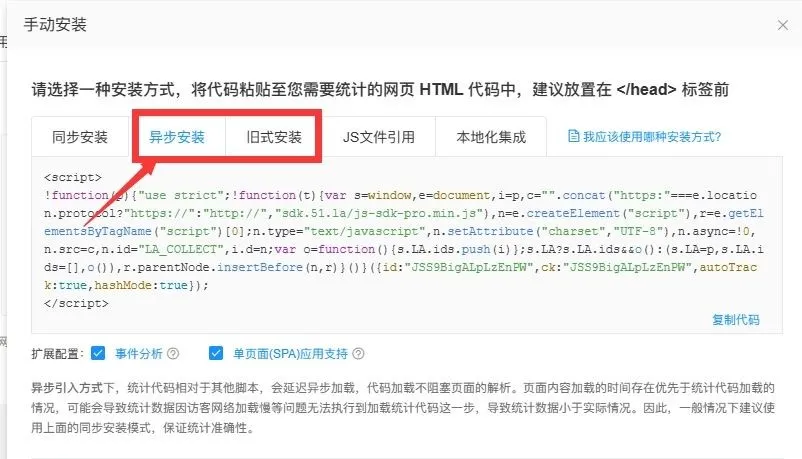 手动安装
用
请选择一种安装方式，将代码粘贴至您需要统计的网页 HTML 代码中，建议放置在 </head> 标签前
同步安装 异步安装 旧式安装 JS文件引用 本地化集成 我应该使用哪种安装方式?
<script>
!function(p){"use strict";!function(t){var s=window,e=document,i=p,c="".concat("https:"===e.locatio
n.protocol?"https://":"http://","sdk.51.la/js-sdk-pro.min.js"),n=e.createElement("script"),r=e.getEl
ementsByTagName("script")[0];n.type="text/javascript",n.setAttribute("charset","UTF-8"),n.async=!0,
n.src=c,n.id="LA_COLLECT",i.d=n;var o=function(){s.LA.ids.push(i)};s.LA?s.LA.ids&&o():(s.LA=p,s.LA.i
ds=[],o()),r.parentNode.insertBefore(n,r)}()}({id:"JSS9BigALpLzEnPW",ck:"JSS9BigALpLzEnPW",autoTrac
k:true,hashMode:true});
</script>
复制代码
网
扩展配置： 事件分析 ? 单页面(SPA)应用支持 ?
异步引入方式下，统计代码相对于其他脚本，会延迟异步加载，代码加载不阻塞页面的解析。页面内容加载的时间存在优先于统计代码加载的
情况，可能会导致统计数据因访客网络加载慢等问题无法执行到加载统计代码这一步，导致统计数据小于实际情况。因此，一般情况下建议使
用上面的同步安装模式，保证统计准确性。